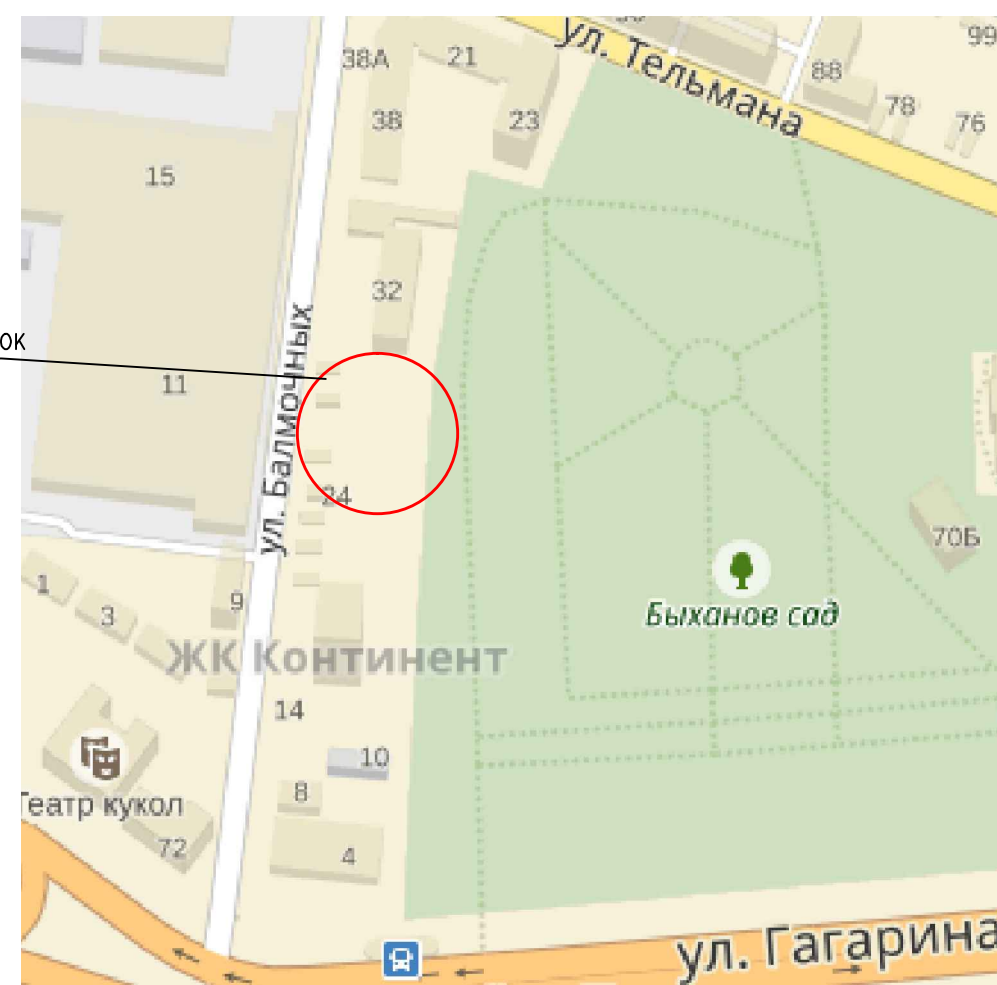 ул. Тельмана
38А
21
88
99
38
23
78
76
15
32
ул. Балмочных
ОК
11
24
70Б
1
3
9
Быханов сад
ЖК Континент
14
10
8
Театр кукол
72
4
ул. Гагарина